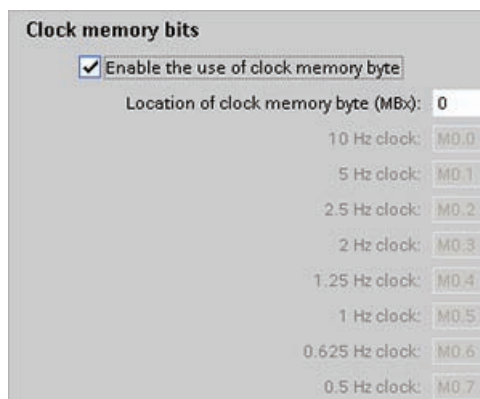 Clock memory bits
Enable the use of clock memory byte
Location of clock memory byte (MBx): 0
10 Hz clock: M0.0
5 Hz clock: M0.1
2.5 Hz clock: M0.2
2 Hz clock: M0.3
1.25 Hz clock: M0.4
1 Hz clock: M0.5
0.625 Hz clock: M0.6
0.5 Hz clock: M0.7